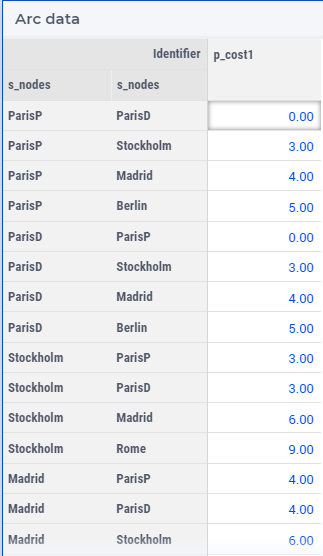 Arc data
Identifier p_cost1
s_nodes s_nodes
ParisP ParisD 0.00
ParisP Stockholm 3.00
ParisP Madrid 4.00
ParisP Berlin 5.00
ParisD ParisP 0.00
ParisD Stockholm 3.00
ParisD Madrid 4.00
ParisD Berlin 5.00
Stockholm ParisP 3.00
Stockholm ParisD 3.00
Stockholm Madrid 6.00
Stockholm Rome 9.00
Madrid ParisP 4.00
Madrid ParisD 4.00
Madrid Stockholm 6.00